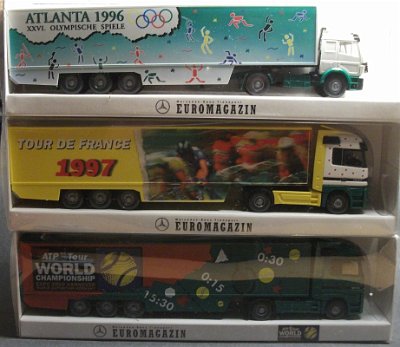 ATLANTA 1996
XXVI. OLYMPISCHE SPIELE
EUROMAGAZIN
TOUR DE FRANCE
1997
EUROMAGAZIN
ATP Tour
WORLD
CHAMPIONSHIP
0:30
0:15
15:30
EUROMAGAZIN
WORLD